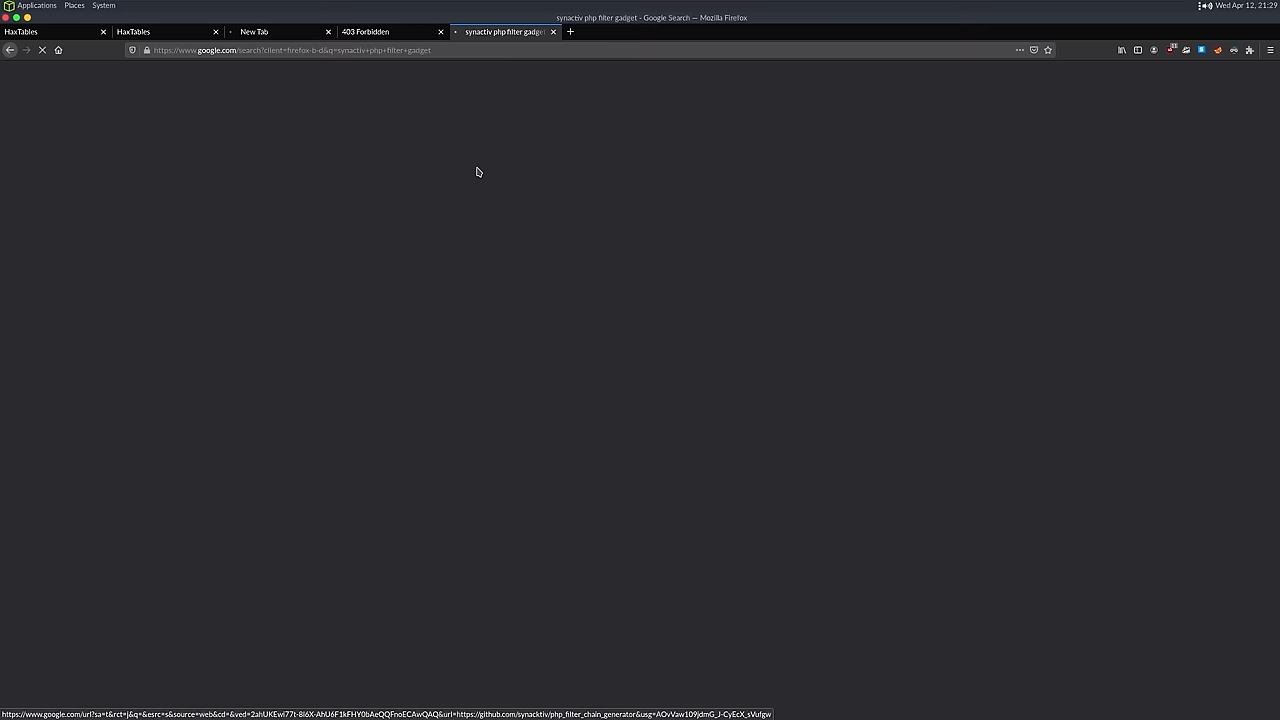 Applications Places System
Wed Apr 12, 21:29
synactiv php filter gadget - Google Search — Mozilla Firefox
HaxTables
HaxTables
New Tab
403 Forbidden
synactiv php filter gadget
https://www.google.com/search?client=firefox-b-d&q=synactiv+php+filter+gadget
https://www.google.com/url?sa=t&rct=j&q=&esrc=s&source=web&cd=&ved=2ahUKEwI77t-8I6X-AhU6F1kFHY0bAeQQFnoECAwQAQ&url=https://github.com/synacktiv/php_filter_chain_generator&usg=AOvVaw109jdmG_J-CyEcX_sVufgw